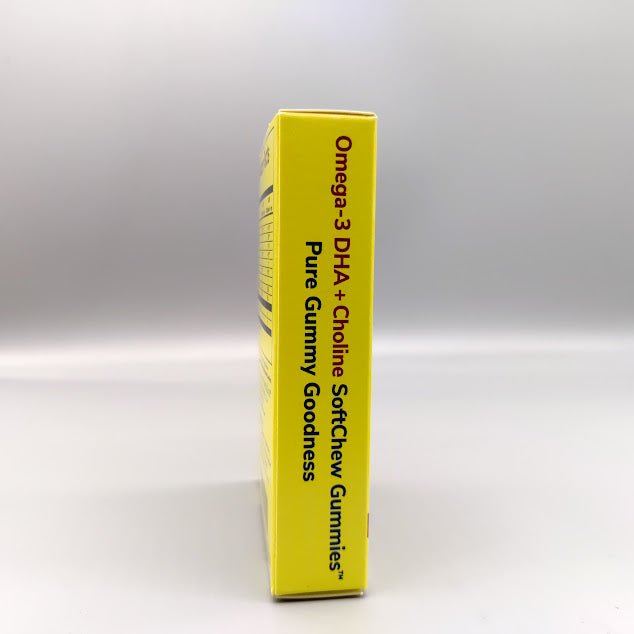 Omega-3 DHA + Choline SoftChew Gummies™
Pure Gummy Goodness